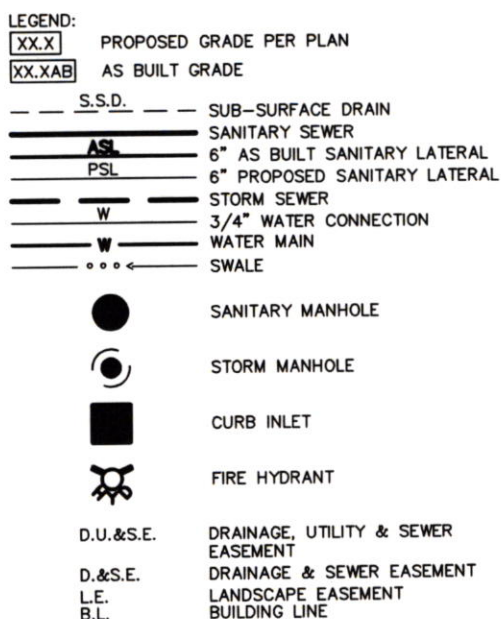 LEGEND:
XX.X PROPOSED GRADE PER PLAN
XX.XAB AS BUILT GRADE
S.S.D. SUB-SURFACE DRAIN
SANITARY SEWER
ASL 6" AS BUILT SANITARY LATERAL
PSL 6" PROPOSED SANITARY LATERAL
STORM SEWER
W 3/4" WATER CONNECTION
W WATER MAIN
SWALE
SANITARY MANHOLE
STORM MANHOLE
CURB INLET
FIRE HYDRANT
D.U.&S.E. DRAINAGE, UTILITY & SEWER
EASEMENT
D.&S.E. DRAINAGE & SEWER EASEMENT
L.E. LANDSCAPE EASEMENT
B.L. BUILDING LINE